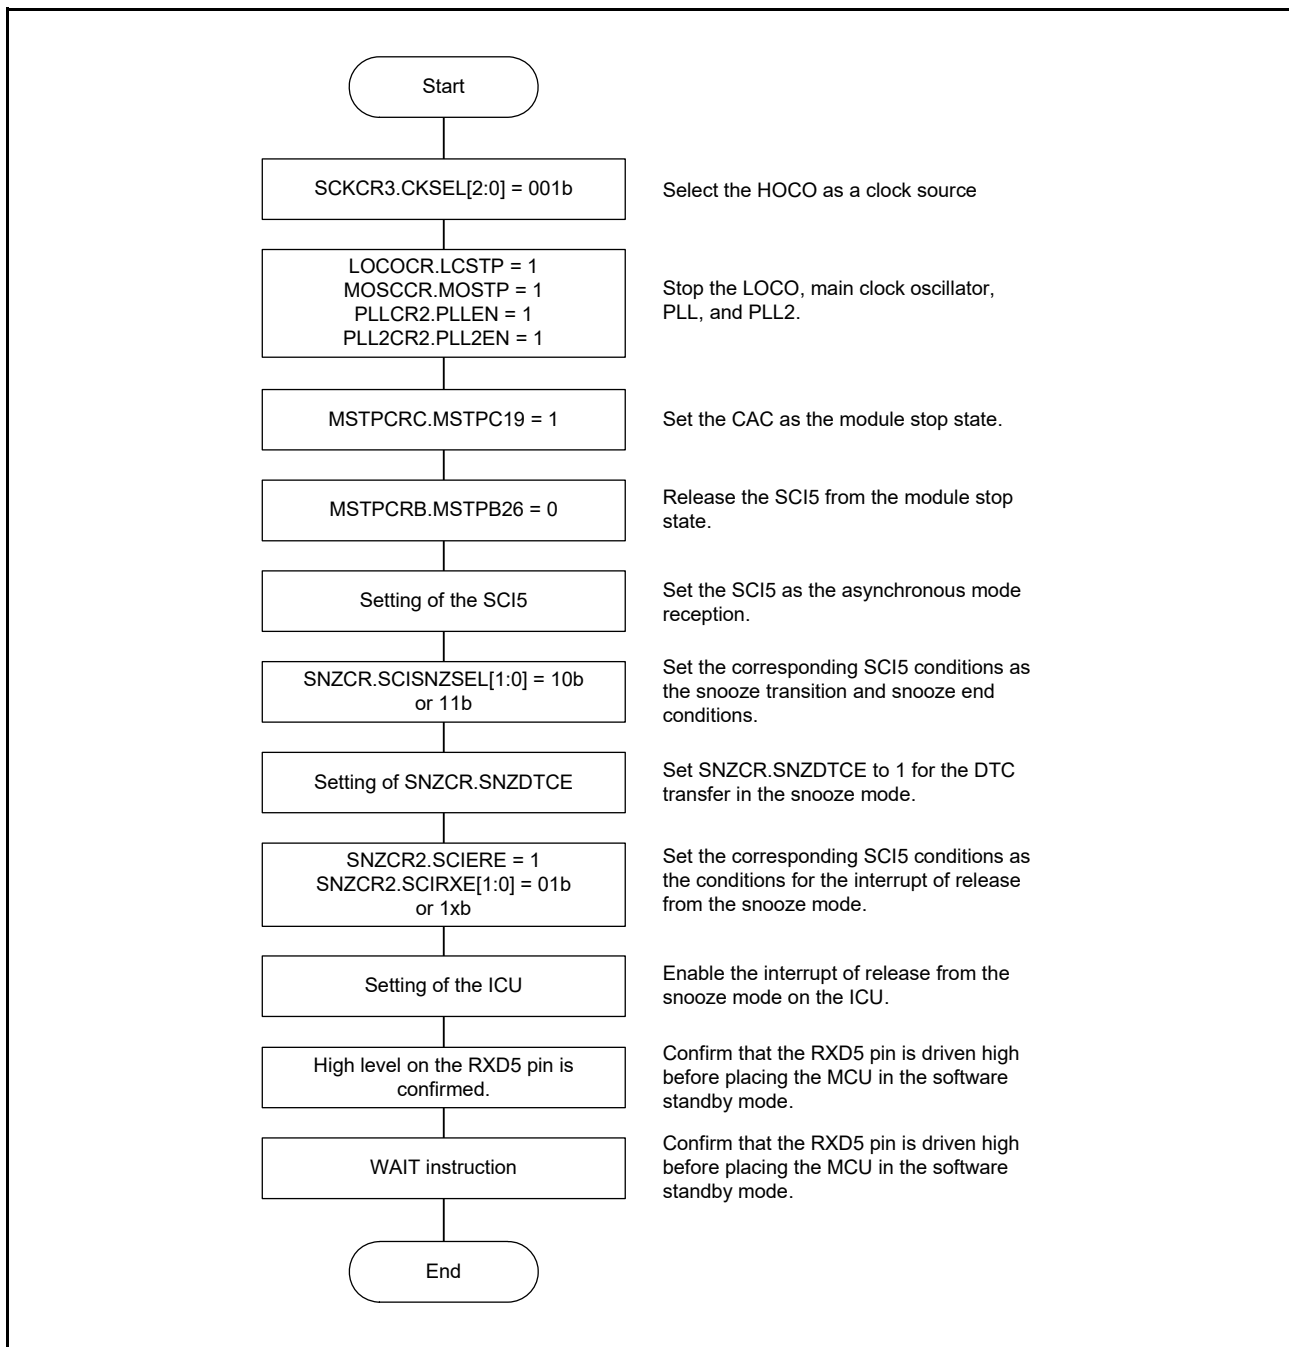 Start
SCKCR3.CKSEL[2:0] = 001b
Select the HOCO as a clock source
LOCOCR.LCSTP = 1
MOSCCR.MOSTP = 1
PLLCR2.PLLEN = 1
PLL2CR2.PLL2EN = 1
Stop the LOCO, main clock oscillator,
PLL, and PLL2.
MSTPCRC.MSTPC19 = 1
Set the CAC as the module stop state.
MSTPCRB.MSTPB26 = 0
Release the SCI5 from the module stop
state.
Setting of the SCI5
Set the SCI5 as the asynchronous mode
reception.
SNZCR.SCISNZSEL[1:0] = 10b
or 11b
Set the corresponding SCI5 conditions as
the snooze transition and snooze end
conditions.
Setting of SNZCR.SNZDTCE
Set SNZCR.SNZDTCE to 1 for the DTC
transfer in the snooze mode.
SNZCR2.SCIERE = 1
SNZCR2.SCIRXE[1:0] = 01b
or 1xb
Set the corresponding SCI5 conditions as
the conditions for the interrupt of release
from the snooze mode.
Setting of the ICU
Enable the interrupt of release from the
snooze mode on the ICU.
High level on the RXD5 pin is
confirmed.
Confirm that the RXD5 pin is driven high
before placing the MCU in the software
standby mode.
WAIT instruction
Confirm that the RXD5 pin is driven high
before placing the MCU in the software
standby mode.
End